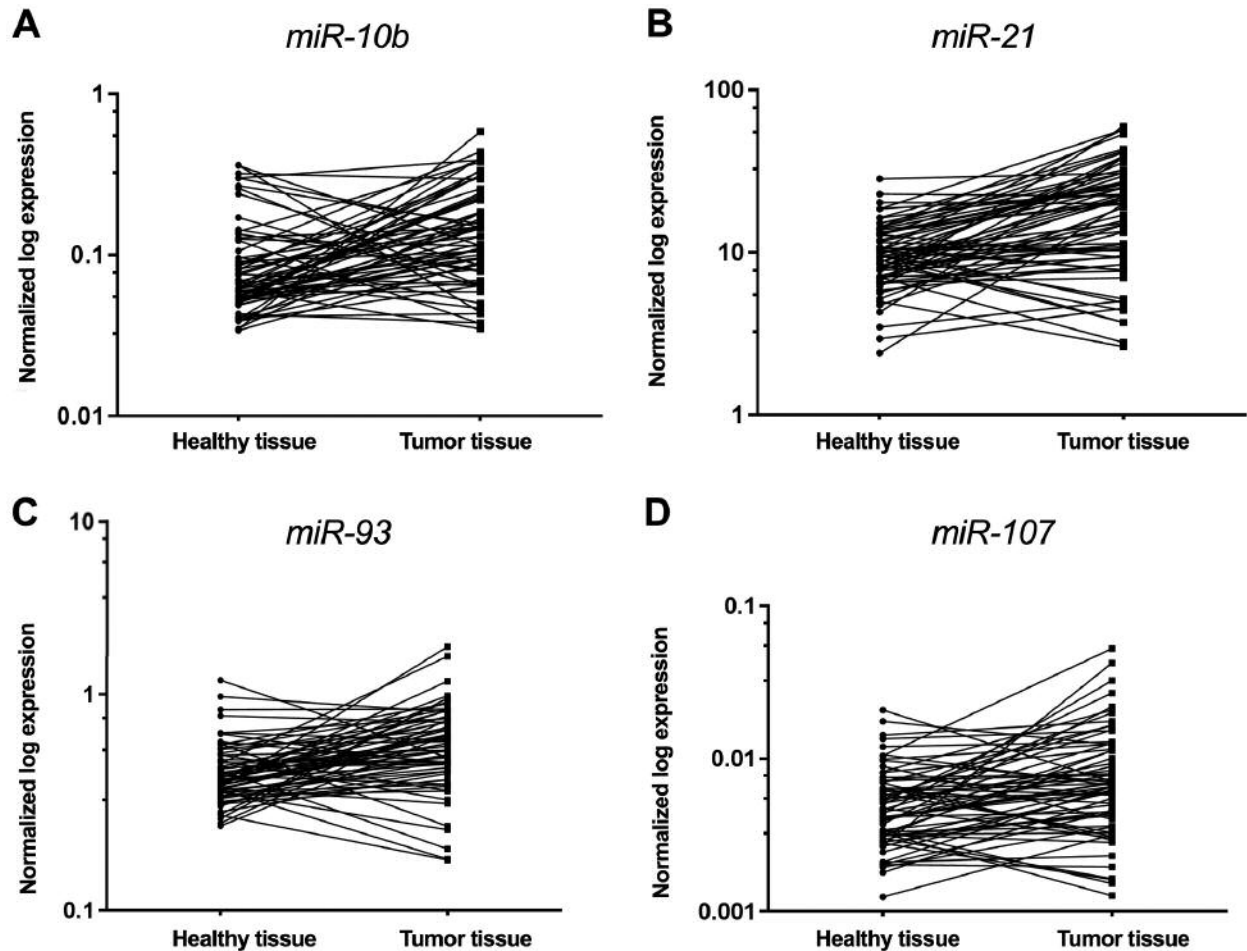 A
miR-10b
Normalized log expression
1
0.1
0.01
Healthy tissue
Tumor tissue
B
miR-21
Normalized log expression
100
10
1
Healthy tissue
Tumor tissue
C
miR-93
Normalized log expression
10
1
0.1
Healthy tissue
Tumor tissue
D
miR-107
Normalized log expression
0.1
0.01
0.001
Healthy tissue
Tumor tissue